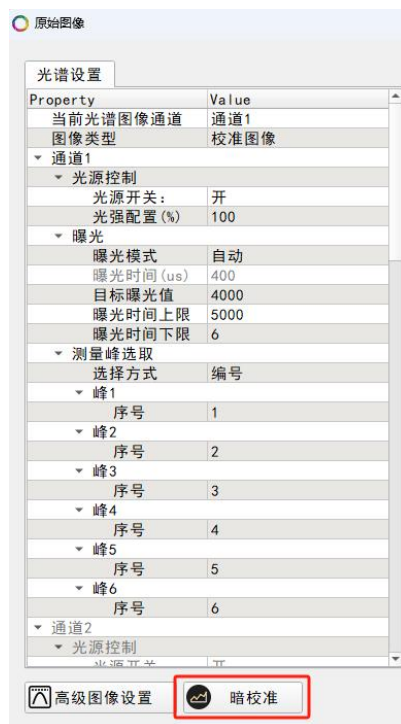 原始图像
光谱设置
Property Value
当前光谱图像通道 通道1
图像类型 校准图像
通道1
光源控制
光源开关： 开
光强配置(%) 100
曝光
曝光模式 自动
曝光时间(us) 400
目标曝光值 4000
曝光时间上限 5000
曝光时间下限 6
测量峰选取
选择方式 编号
峰1
序号 1
峰2
序号 2
峰3
序号 3
峰4
序号 4
峰5
序号 5
峰6
序号 6
通道2
光源控制
高级图像设置 暗校准